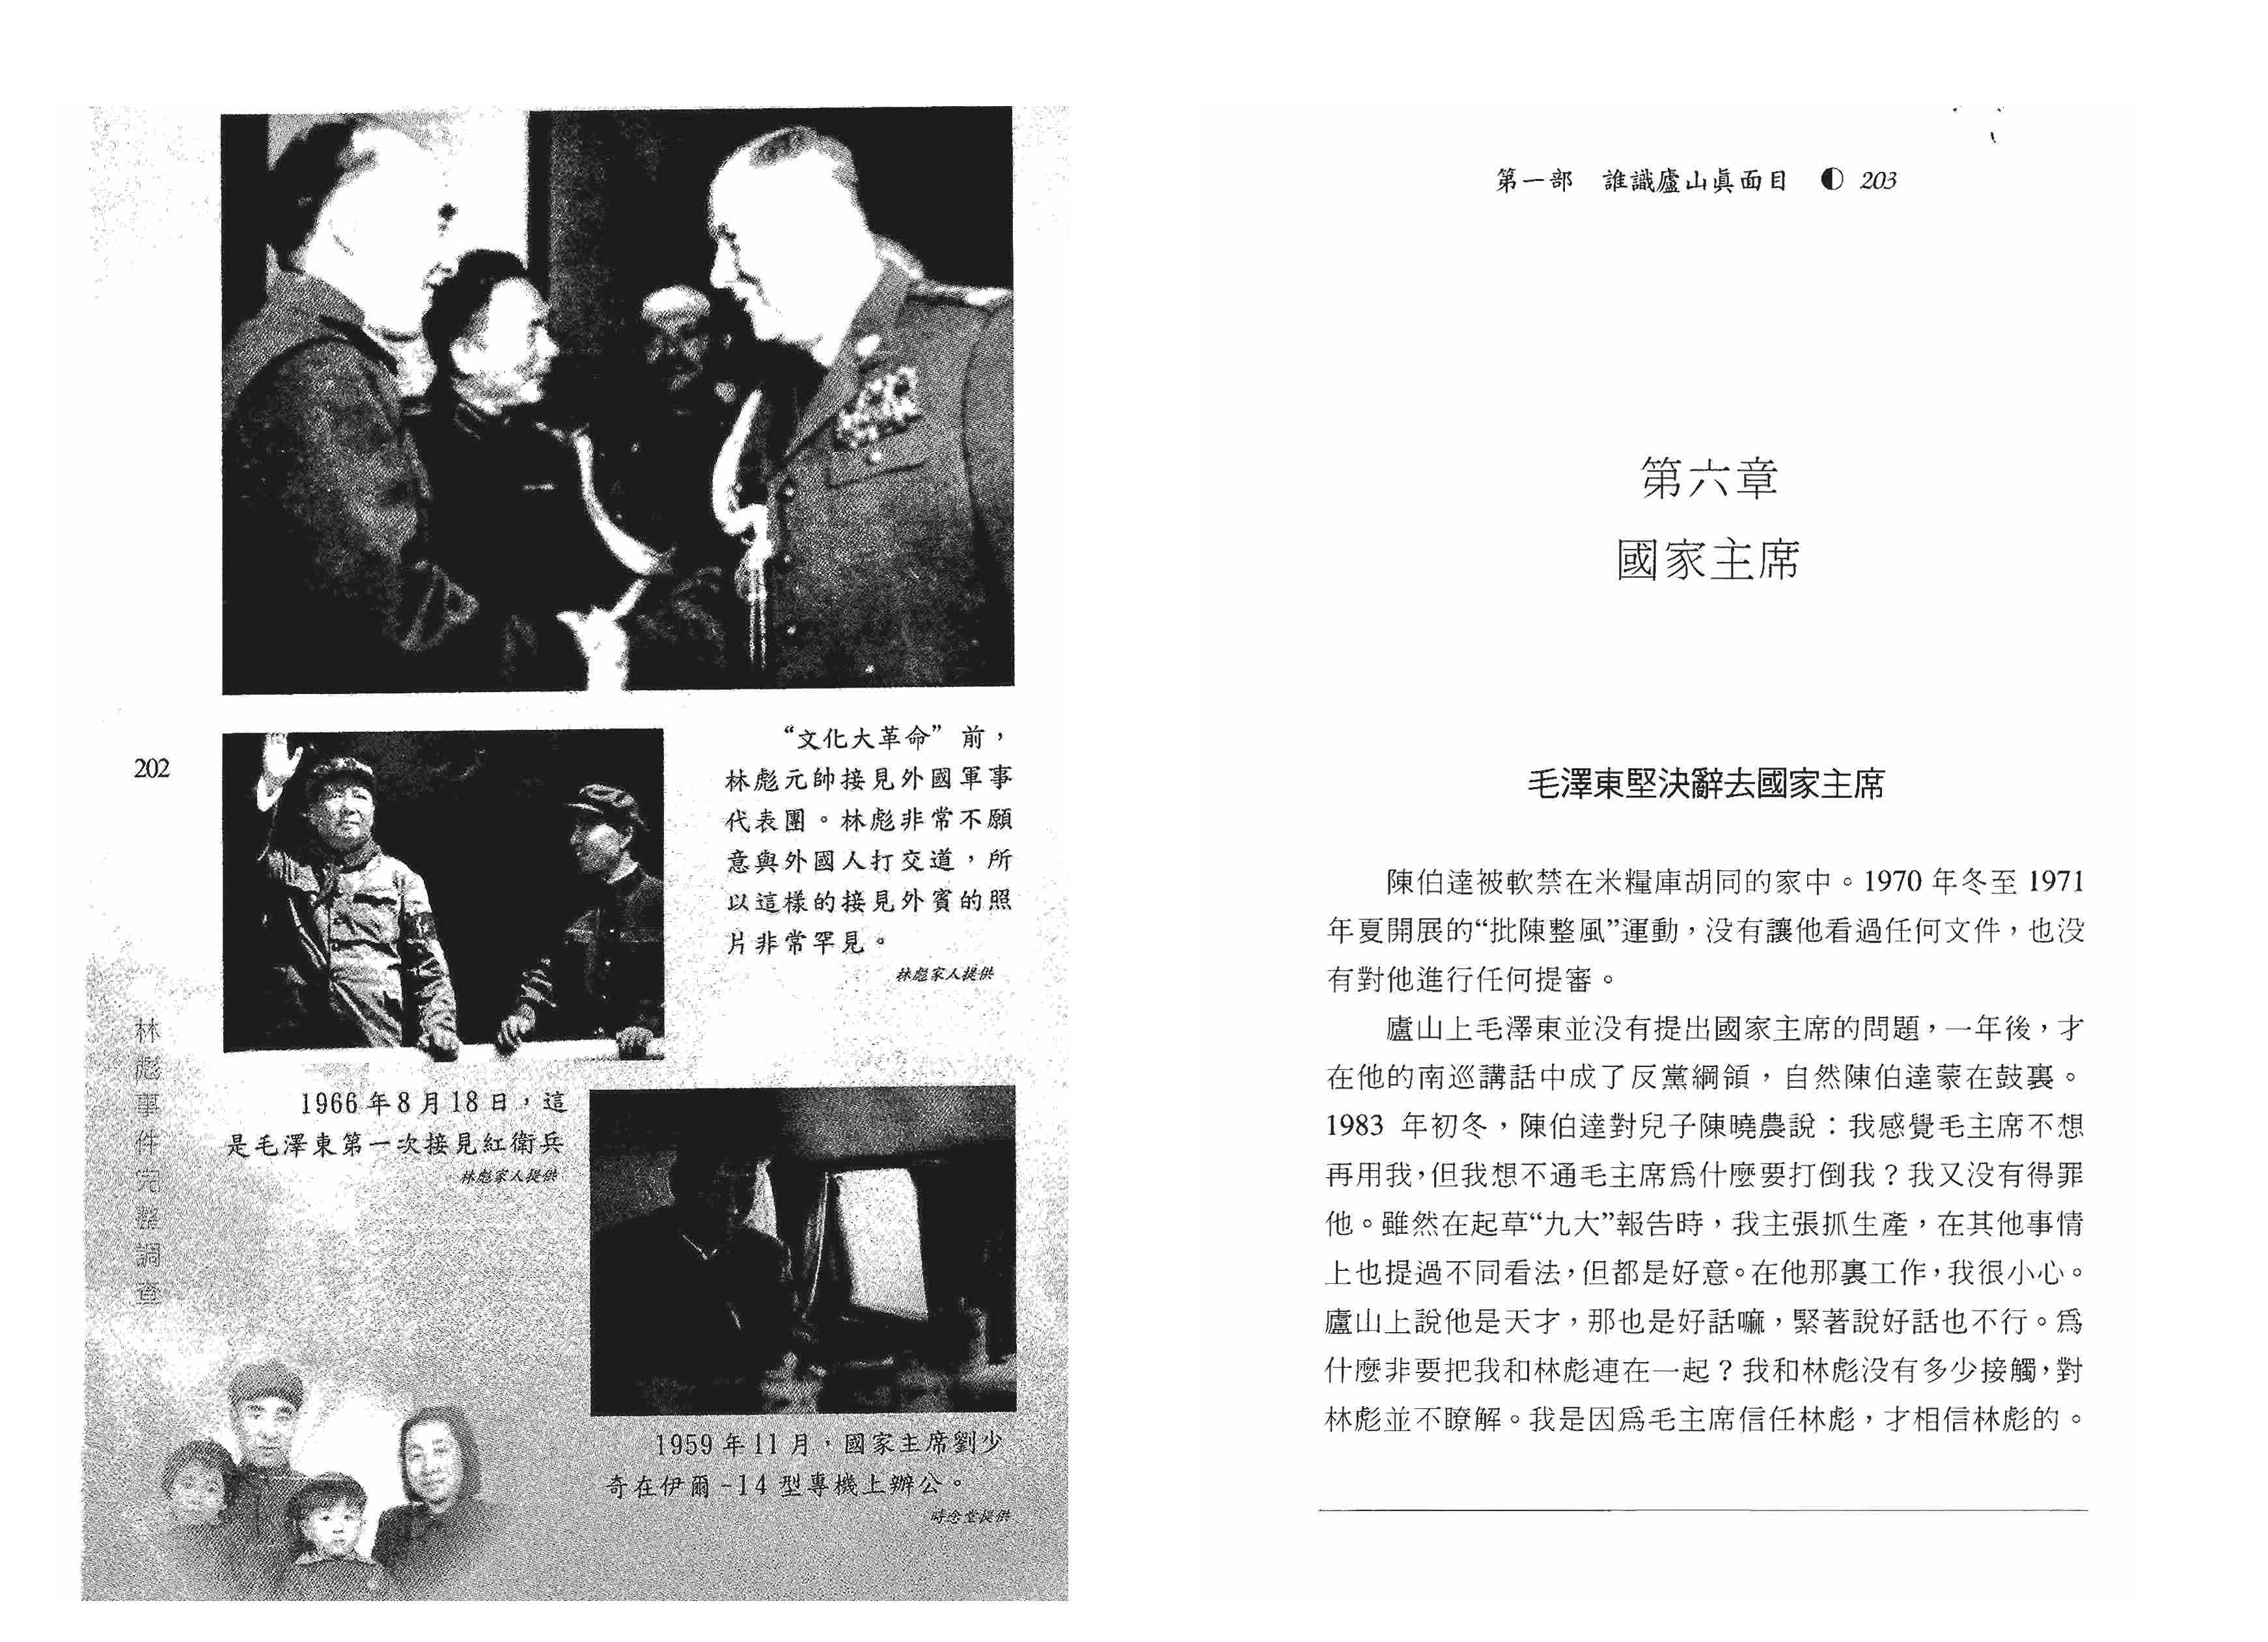 “文化大革命”前，
林彪元帥接見外國軍事
代表團。林彪非常不願
意與外國人打交道，所
以這樣的接見外賓的照
片非常罕見。
林彪家人提供
202
林彪事件完整調查
1966年8月18日，這
是毛澤東第一次接見紅衛兵
林彪家人提供
1959年11月，國家主席劉少
奇在伊爾-14型專機上辦公。
時念堂提供
第一部 誰識廬山眞面目 203
第六章
國家主席
毛澤東堅決辭去國家主席
陳伯達被軟禁在米糧庫胡同的家中。1970年冬至1971
年夏開展的“批陳整風”運動，没有讓他看過任何文件，也没
有對他進行任何提審。
廬山上毛澤東並没有提出國家主席的問題，一年後，才
在他的南巡講話中成了反黨綱領，自然陳伯達蒙在鼓裏。
1983年初冬，陳伯達對兒子陳曉農說：我感覺毛主席不想
再用我，但我想不通毛主席爲什麼要打倒我？我又没有得罪
他。雖然在起草“九大”報告時，我主張抓生產，在其他事情
上也提過不同看法，但都是好意。在他那裏工作，我很小心。
廬山上說他是天才，那也是好話嘛，緊著說好話也不行。爲
什麼非要把我和林彪連在一起？我和林彪没有多少接觸，對
林彪並不瞭解。我是因爲毛主席信任林彪，才相信林彪的。